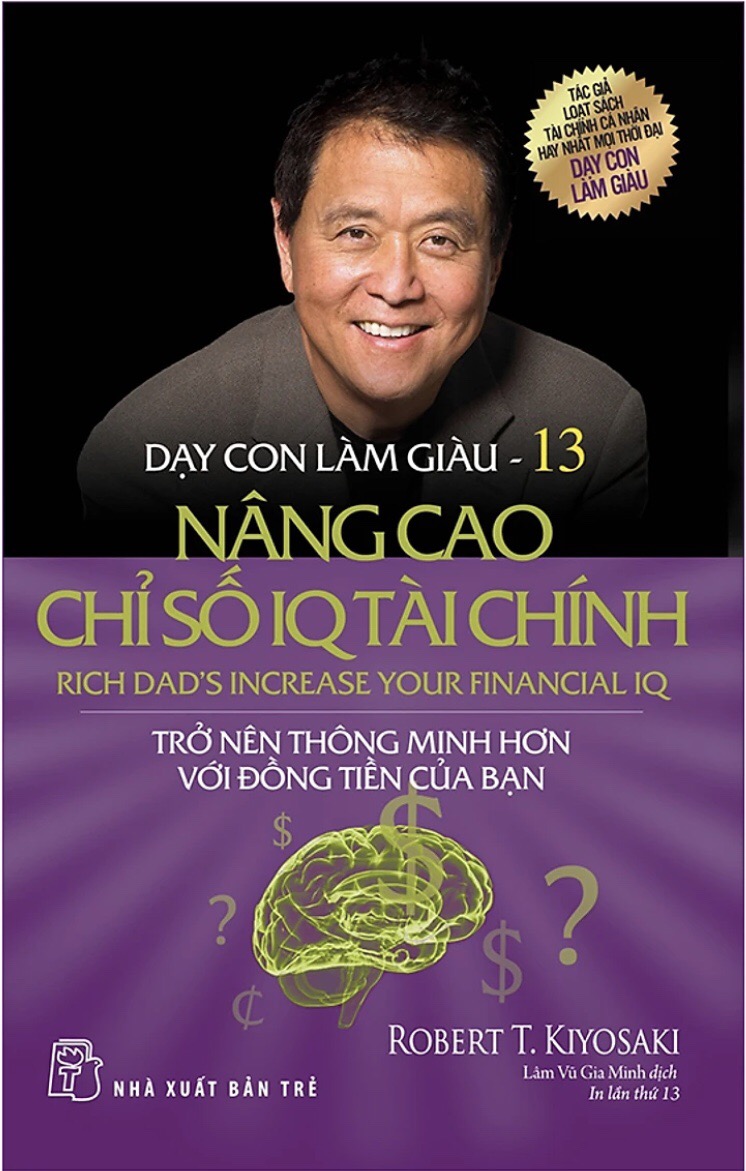 TÁC GIẢ
LOẠT SÁCH
TÀI CHÍNH CÁ NHÂN
HAY NHẤT MỌI THỜI ĐẠI
DẠY CON
LÀM GIÀU
DẠY CON LÀM GIÀU - 13
NÂNG CAO
CHỈ SỐ IQ TÀI CHÍNH
RICH DAD'S INCREASE YOUR FINANCIAL IQ
TRỞ NÊN THÔNG MINH HƠN
VỚI ĐỒNG TIỀN CỦA BẠN
$
$
?
?
$
¢
ROBERT T. KIYOSAKI
Lâm Vũ Gia Minh dịch
In lần thứ 13
T
NHÀ XUẤT BẢN TRẺ